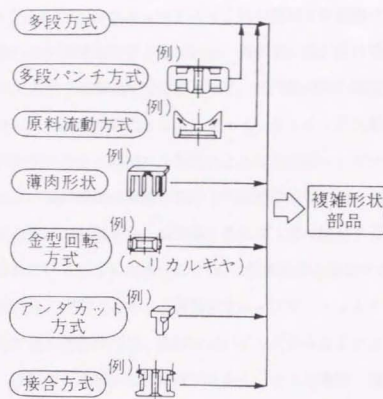 多段方式
例)
多段パンチ方式
例)
原料流動方式
例)
薄肉形状
例)
金型回転
方式
(ヘリカルギヤ)
例)
アンダカット
方式
例)
接合方式
複雑形状
部品